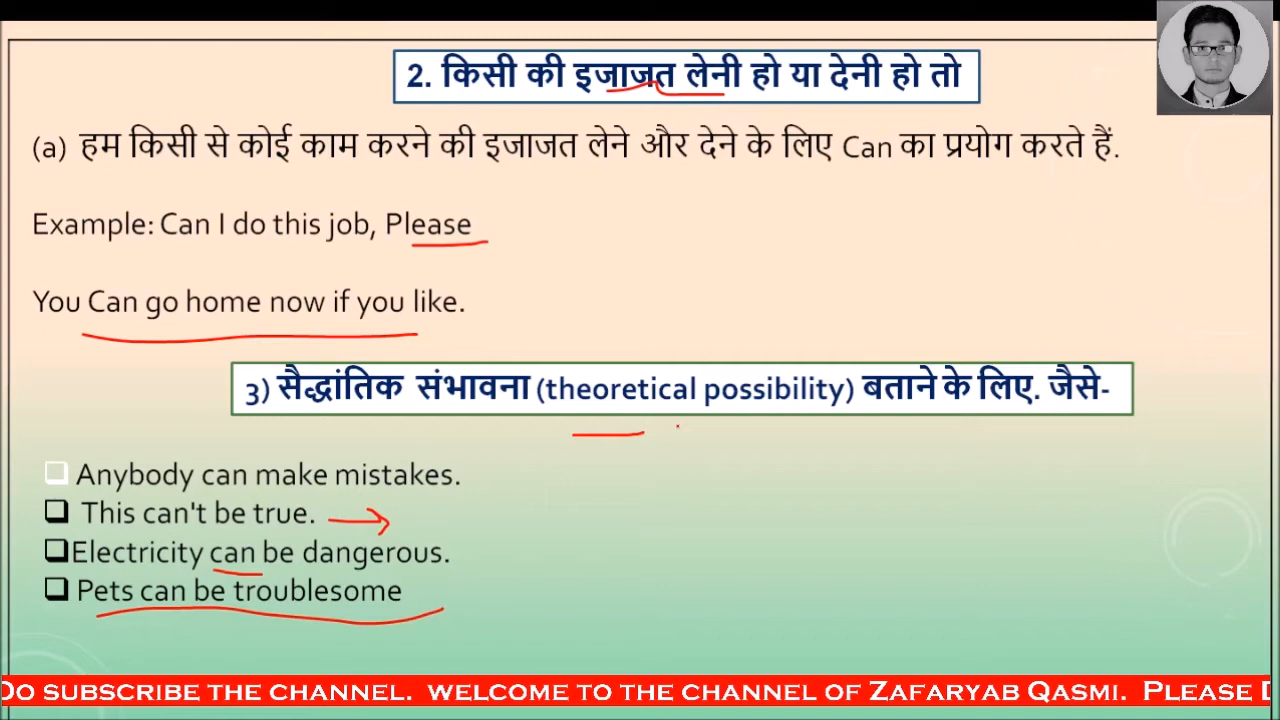 2. किसी की इजाजत लेनी हो या देनी हो तो
(a) हम किसी से कोई काम करने की इजाजत लेने और देने के लिए Can का प्रयोग करते हैं.
Example: Can I do this job, Please
You Can go home now if you like.
3) सैद्धांतिक संभावना (theoretical possibility) बताने के लिए. जैसे-
Anybody can make mistakes.
This can't be true.
Electricity can be dangerous.
Pets can be troublesome
DO SUBSCRIBE THE CHANNEL. WELCOME TO THE CHANNEL OF ZAFARYAB QASMI. PLEASE D